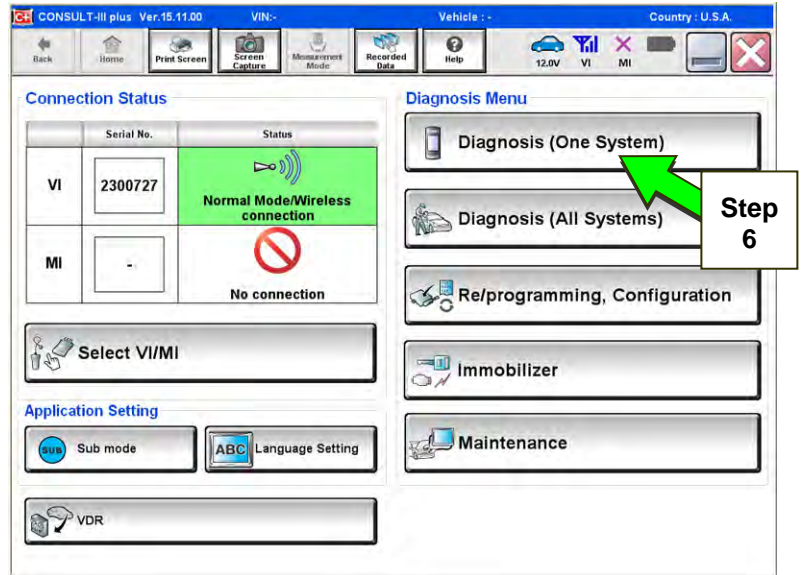 C+ CONSULT-III plus Ver.15.11.00 VIN:- Vehicle : - Country : U.S.A.
Back
Home
Print Screen
Screen
Capture
Measurement
Mode
Recorded
Data
Help
12.0V
VI
MI
Connection Status
Serial No. Status
VI
2300727
Normal Mode/Wireless
connection
MI
-
No connection
Select VI/MI
Application Setting
SUB Sub mode
ABC Language Setting
VDR
Diagnosis Menu
Diagnosis (One System)
Step
6
Diagnosis (All Systems)
Re/programming, Configuration
Immobilizer
Maintenance